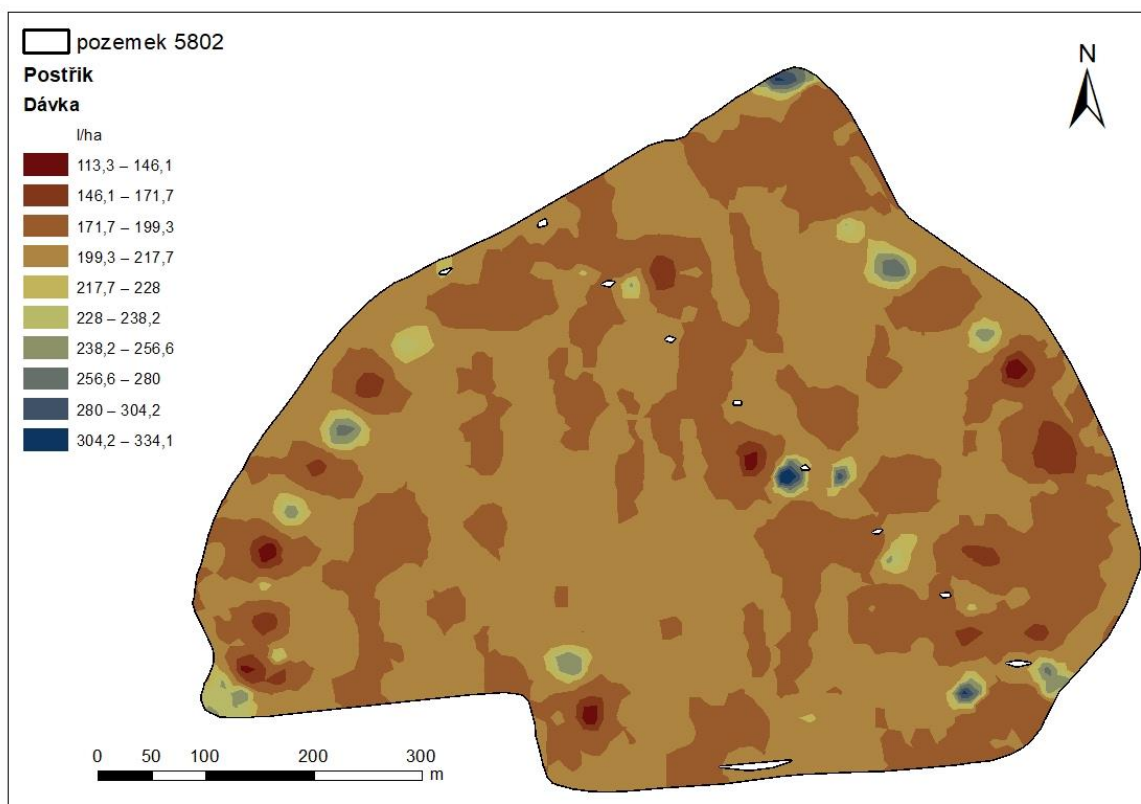 pozemek 5802
Postřik
Dávka
l/ha
113,3 – 146,1
146,1 – 171,7
171,7 – 199,3
199,3 – 217,7
217,7 – 228
228 – 238,2
238,2 – 256,6
256,6 – 280
280 – 304,2
304,2 – 334,1
N
0 50 100 200 300
m